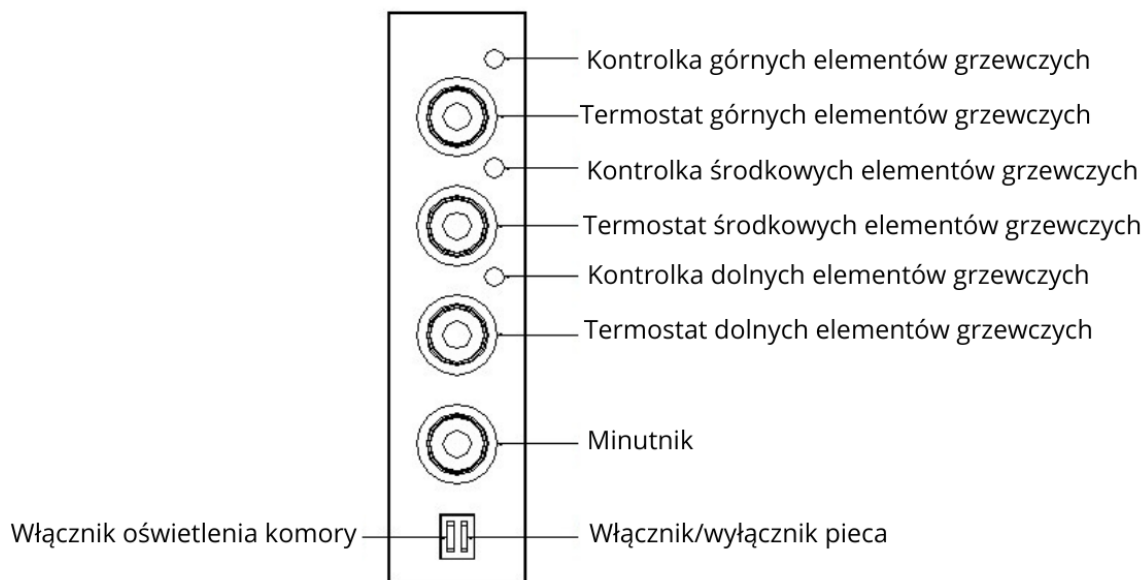 Kontrolka górnych elementów grzewczych
Termostat górnych elementów grzewczych
Kontrolka środkowych elementów grzewczych
Termostat środkowych elementów grzewczych
Kontrolka dolnych elementów grzewczych
Termostat dolnych elementów grzewczych
Minutnik
Włącznik oświetlenia komory
Włącznik/wyłącznik pieca